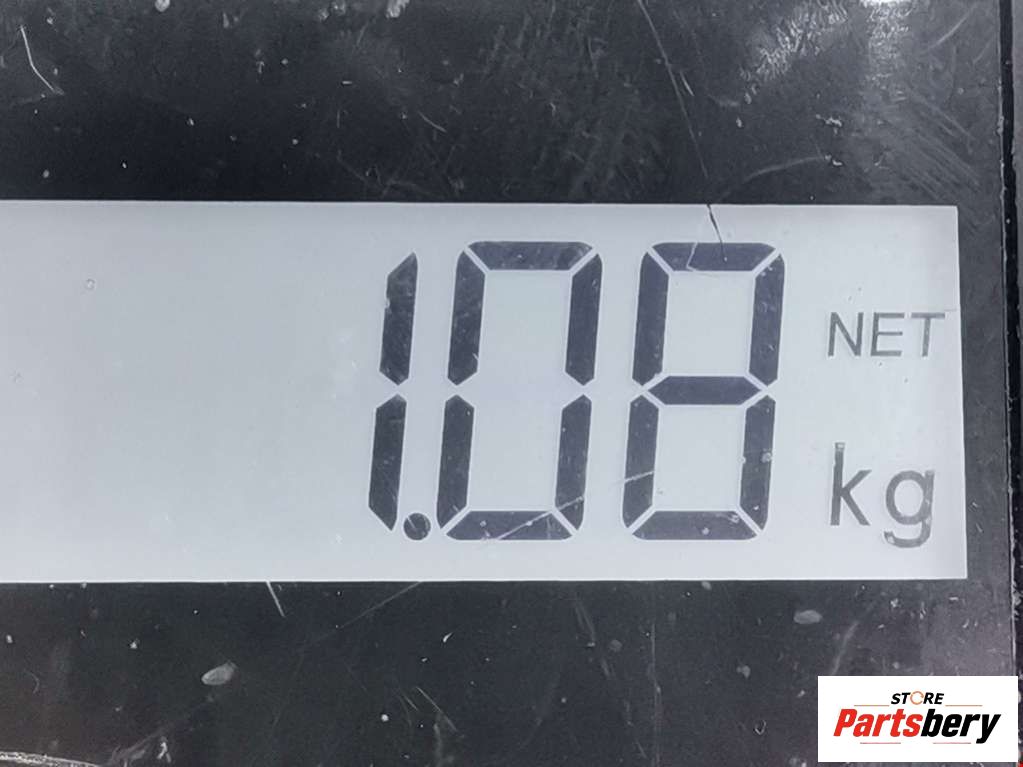 1.08 NET
kg
STORE
Partsbery